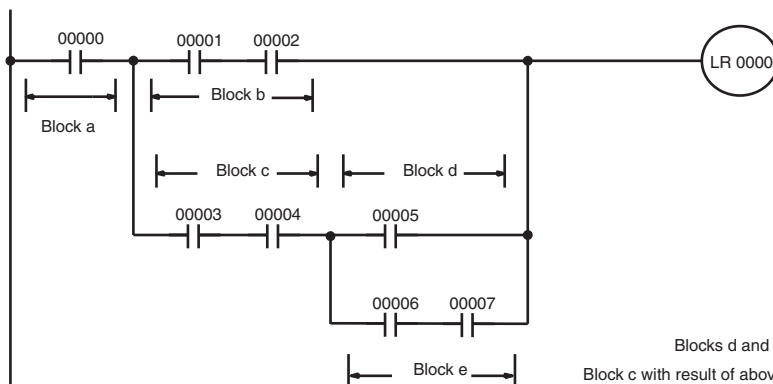 00000 00001 00002
LR 0000
Block a
Block b
Block c
Block d
00003 00004 00005
00006 00007
Block e
Blocks d and
Block c with result of abov